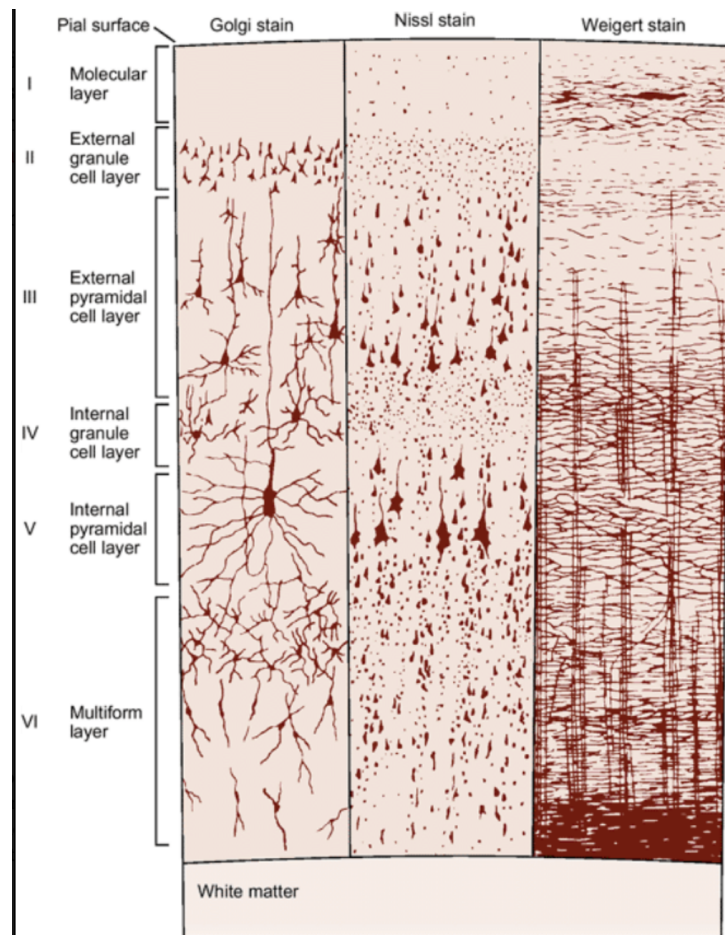 Pial surface
Golgi stain
Nissl stain
Weigert stain
I
Molecular
layer
II
External
granule
cell layer
III
External
pyramidal
cell layer
IV
Internal
granule
cell layer
V
Internal
pyramidal
cell layer
VI
Multiform
layer
White matter